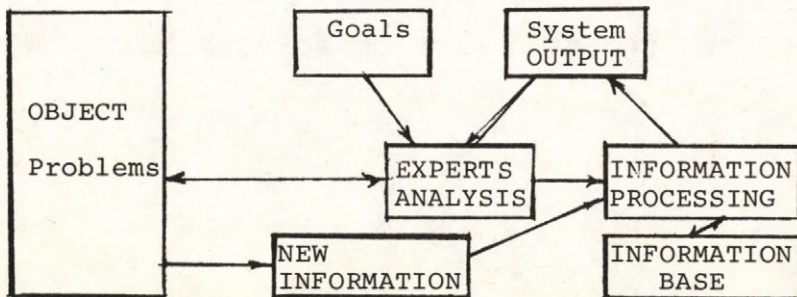 Goals
System
OUTPUT
OBJECT
Problems
EXPERTS
ANALYSIS
INFORMATION
PROCESSING
NEW
INFORMATION
INFORMATION
BASE